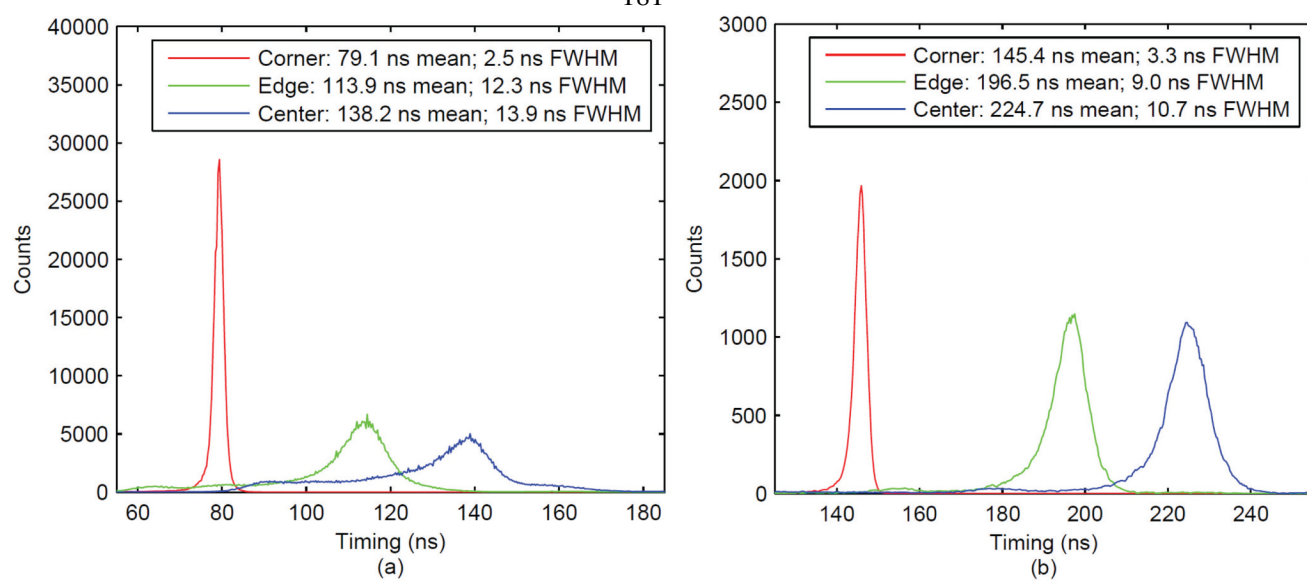 181
40000
35000
30000
25000
20000
15000
10000
5000
0
Counts
Corner: 79.1 ns mean; 2.5 ns FWHM
Edge: 113.9 ns mean; 12.3 ns FWHM
Center: 138.2 ns mean; 13.9 ns FWHM
60 80 100 120 140 160 180
Timing (ns)
(a)
3000
2500
2000
1500
1000
500
0
Counts
Corner: 145.4 ns mean; 3.3 ns FWHM
Edge: 196.5 ns mean; 9.0 ns FWHM
Center: 224.7 ns mean; 10.7 ns FWHM
140 160 180 200 220 240
Timing (ns)
(b)